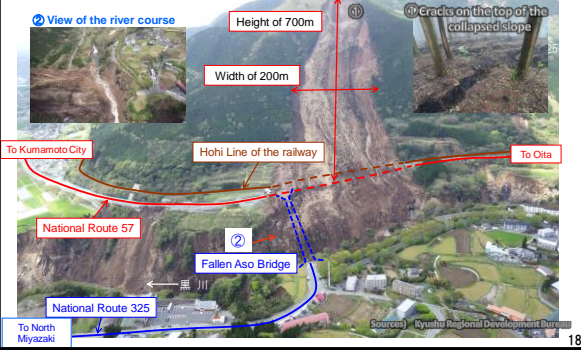 ② View of the river course
Height of 700m
①
①Cracks on the top of the
collapsed slope
25
Width of 200m
To Kumamoto City
Hohi Line of the railway
To Oita
National Route 57
②
Fallen Aso Bridge
黒 川
National Route 325
To North
Miyazaki
Sources) Kyushu Regional Development Bureau
18